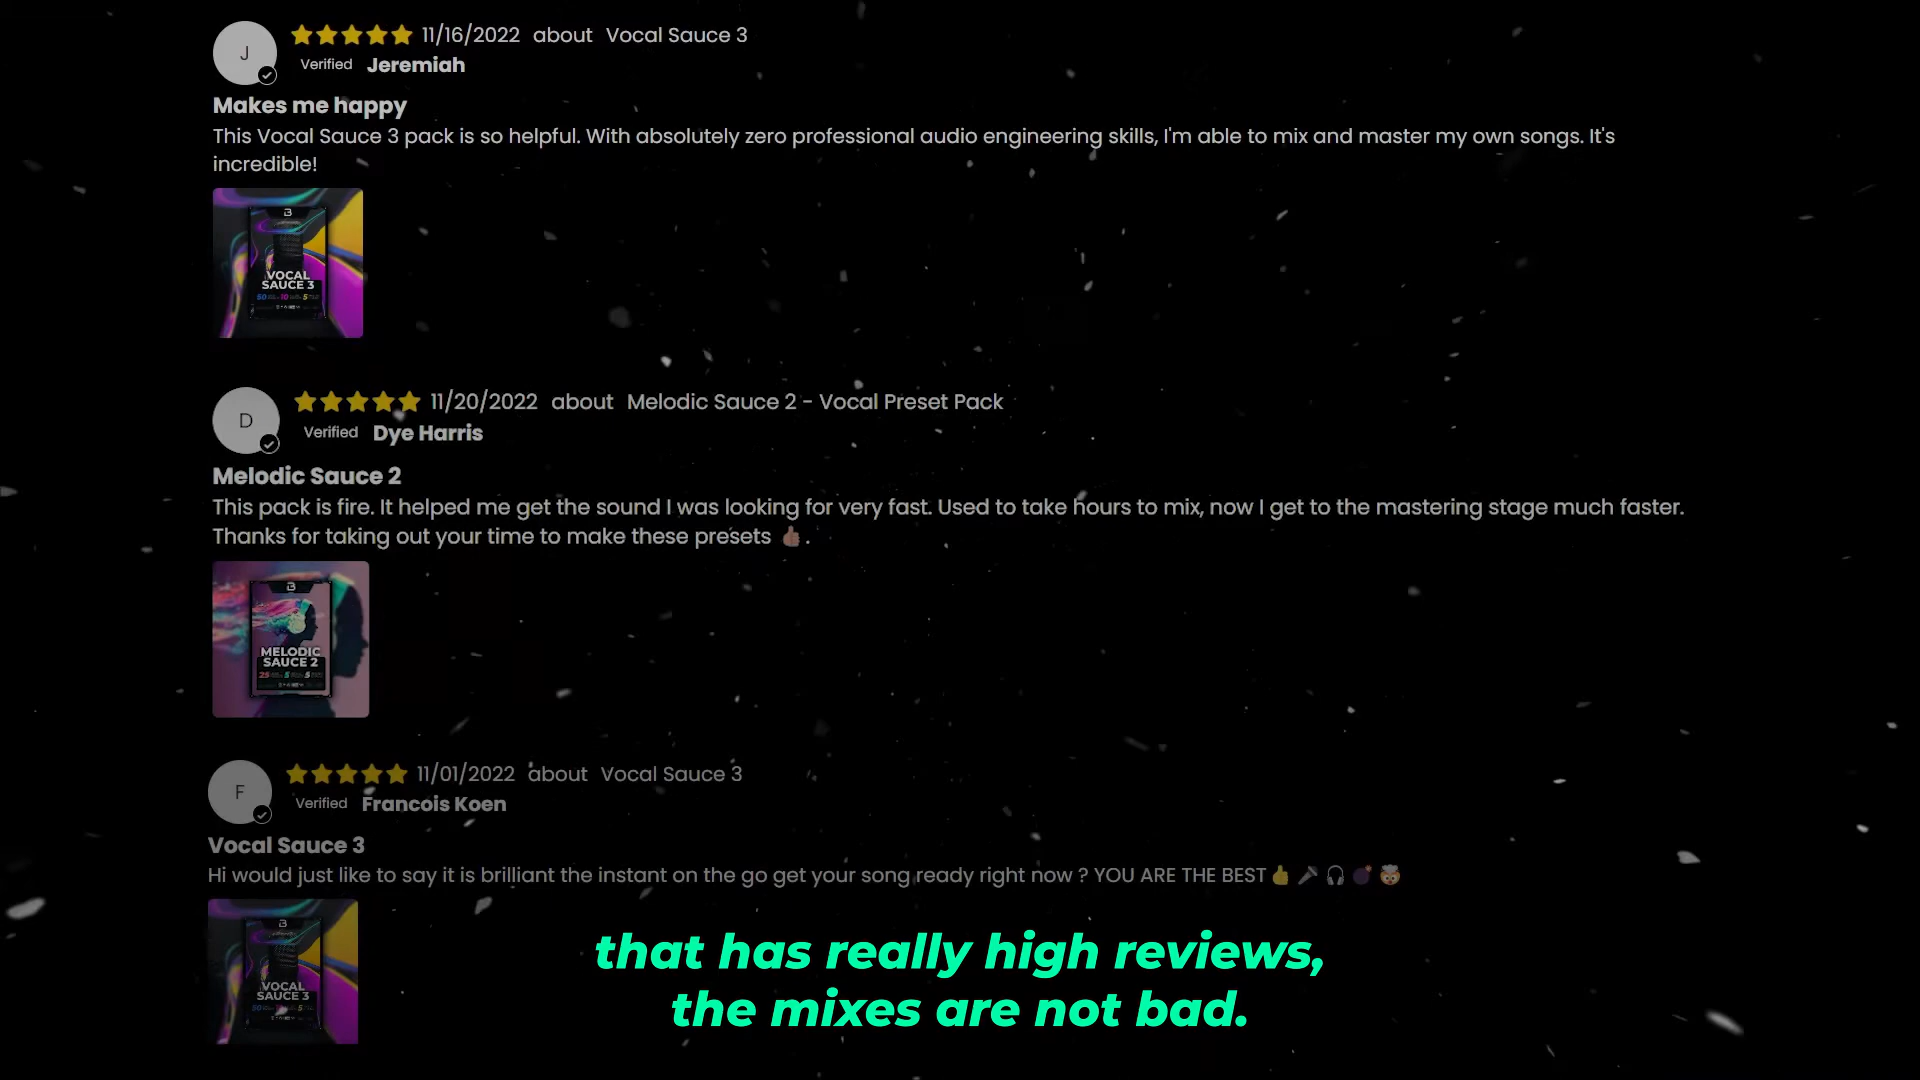 J
11/16/2022 about Vocal Sauce 3
Verified Jeremiah
Makes me happy
This Vocal Sauce 3 pack is so helpful. With absolutely zero professional audio engineering skills, I'm able to mix and master my own songs. It's
incredible!
VOCAL
SAUCE 3
50 10 5
D
11/20/2022 about Melodic Sauce 2 - Vocal Preset Pack
Verified Dye Harris
Melodic Sauce 2
This pack is fire. It helped me get the sound I was looking for very fast. Used to take hours to mix, now I get to the mastering stage much faster.
Thanks for taking out your time to make these presets 👍🏽.
MELODIC
SAUCE 2
25 5 5
F
11/01/2022 about Vocal Sauce 3
Verified Francois Koen
Vocal Sauce 3
Hi would just like to say it is brilliant the instant on the go get your song ready right now ? YOU ARE THE BEST 👍 🎤 🎧 💣 🤯
VOCAL
SAUCE 3
that has really high reviews,
the mixes are not bad.